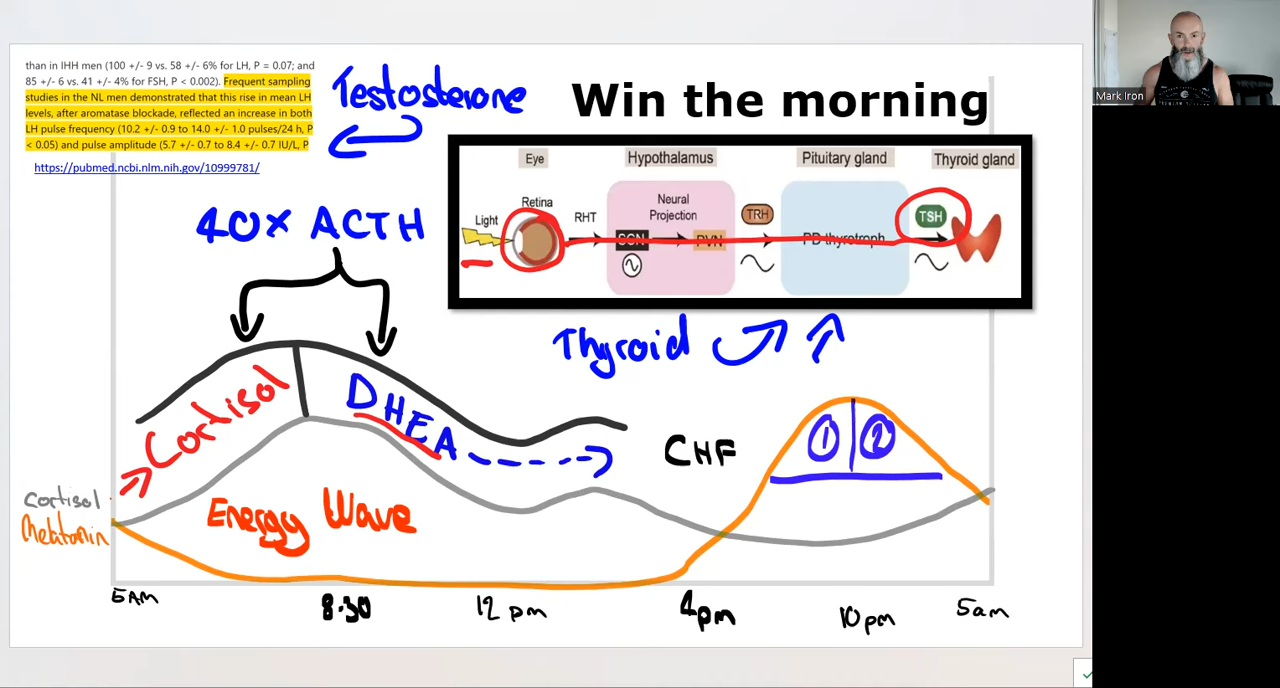 than in IHH men (100 +/- 9 vs. 58 +/- 6% for LH, P = 0.07; and
85 +/- 6 vs. 41 +/- 4% for FSH, P < 0.002). Frequent sampling
studies in the NL men demonstrated that this rise in mean LH
levels, after aromatase blockade, reflected an increase in both
LH pulse frequency (10.2 +/- 0.9 to 14.0 +/- 1.0 pulses/24 h, P
< 0.05) and pulse amplitude (5.7 +/- 0.7 to 8.4 +/- 0.7 IU/L, P
https://pubmed.ncbi.nlm.nih.gov/10999781/
Testosterone
Win the morning
Mark Iron
Eye
Hypothalamus
Pituitary gland
Thyroid gland
Retina
Light
RHT
Neural
Projection
TRH
TSH
SCN
PVN
PD thyrotroph
40x ACTH
Thyroid
Cortisol
DHEA
CHF
1
2
Cortisol
Melatonin
Energy Wave
5AM
8.30
12 pm
4pm
10pm
5am